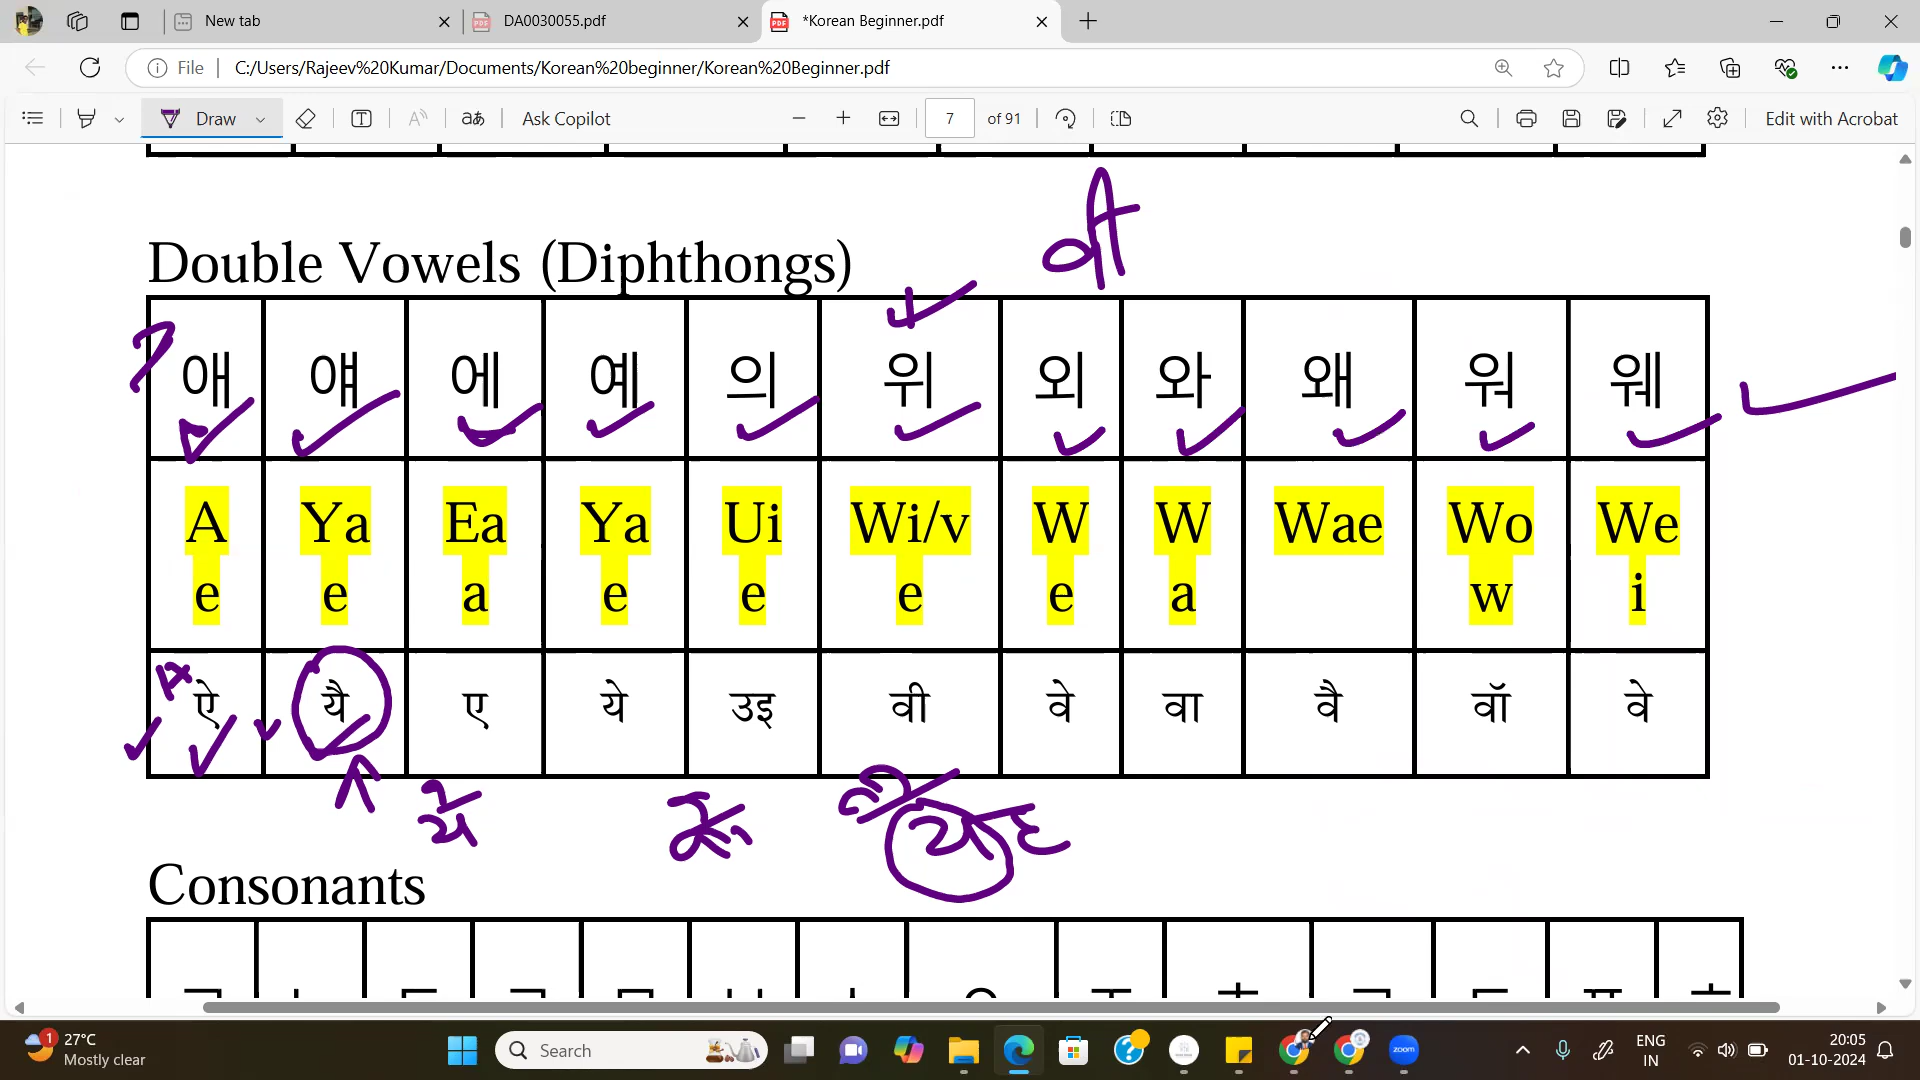 New tab
DA0030055.pdf
*Korean Beginner.pdf
File
C:/Users/Rajeev%20Kumar/Documents/Korean%20beginner/Korean%20Beginner.pdf
Draw
Ask Copilot
7 of 91
Edit with Acrobat
Double Vowels (Diphthongs)
애 얘 에 예 의 위 외 와 왜 워 웨
A Ya Ea Ya Ui Wi/v W W Wae Wo We
e e a e e e e a w i
ऐ यै ए ये उइ वी वे वा वै वॉ वे
Consonants
27°C
Mostly clear
1
Search
zoom
ENG
IN
20:05
01-10-2024